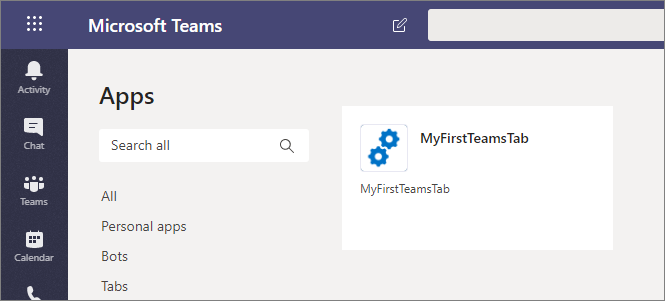 Microsoft Teams
Activity
Chat
Teams
Calendar
Apps
Search all
All
Personal apps
Bots
Tabs
MyFirstTeamsTab
MyFirstTeamsTab